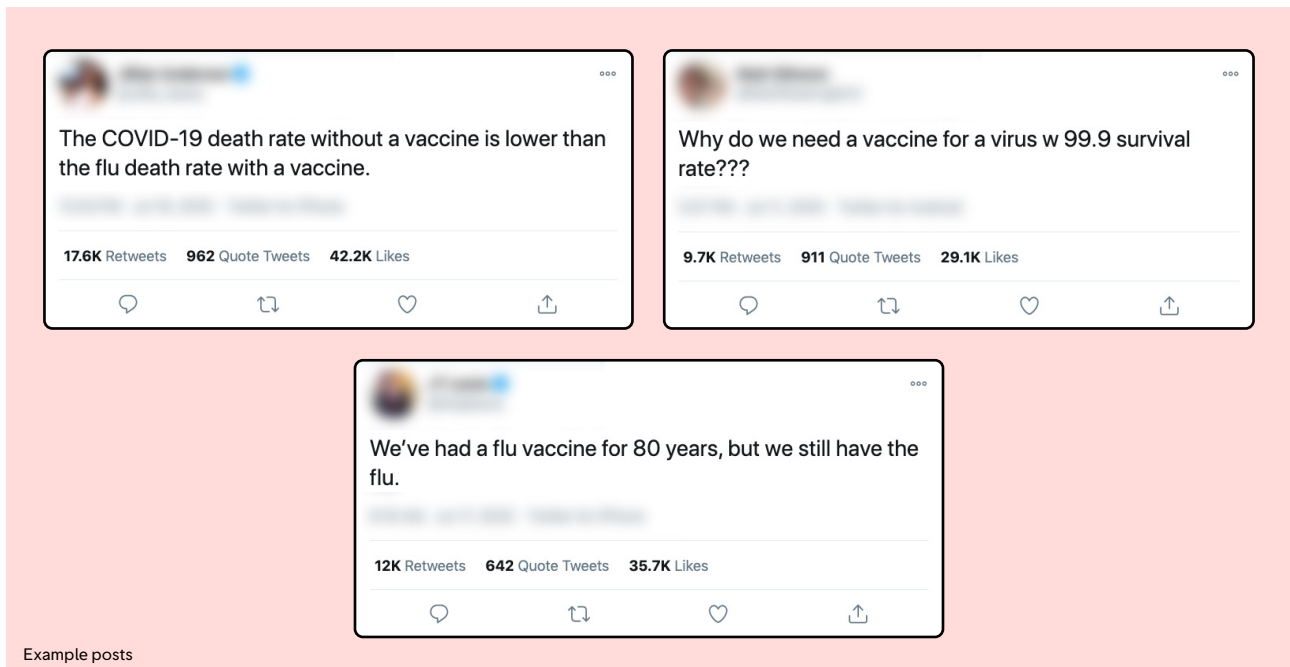 The COVID-19 death rate without a vaccine is lower than
the flu death rate with a vaccine.
17.6K Retweets 962 Quote Tweets 42.2K Likes
Why do we need a vaccine for a virus w 99.9 survival
rate???
9.7K Retweets 911 Quote Tweets 29.1K Likes
We've had a flu vaccine for 80 years, but we still have the
flu.
12K Retweets 642 Quote Tweets 35.7K Likes
Example posts